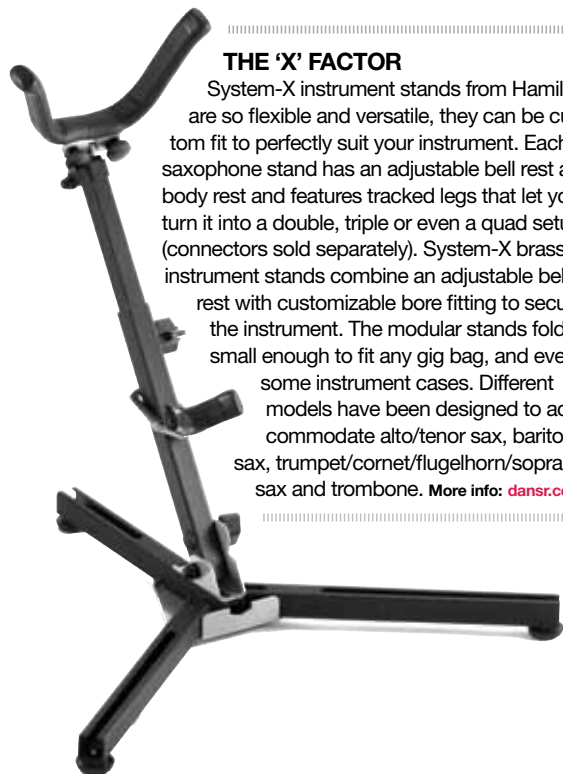 THE ‘X’ FACTOR
System-X instrument stands from Hamil
are so flexible and versatile, they can be cu
tom fit to perfectly suit your instrument. Each
saxophone stand has an adjustable bell rest a
body rest and features tracked legs that let yo
turn it into a double, triple or even a quad setu
(connectors sold separately). System-X brass
instrument stands combine an adjustable bel
rest with customizable bore fitting to secu
the instrument. The modular stands fold
small enough to fit any gig bag, and eve
some instrument cases. Different
models have been designed to ac
commodate alto/tenor sax, barito
sax, trumpet/cornet/flugelhorn/sopra
sax and trombone. More info: dansr.co